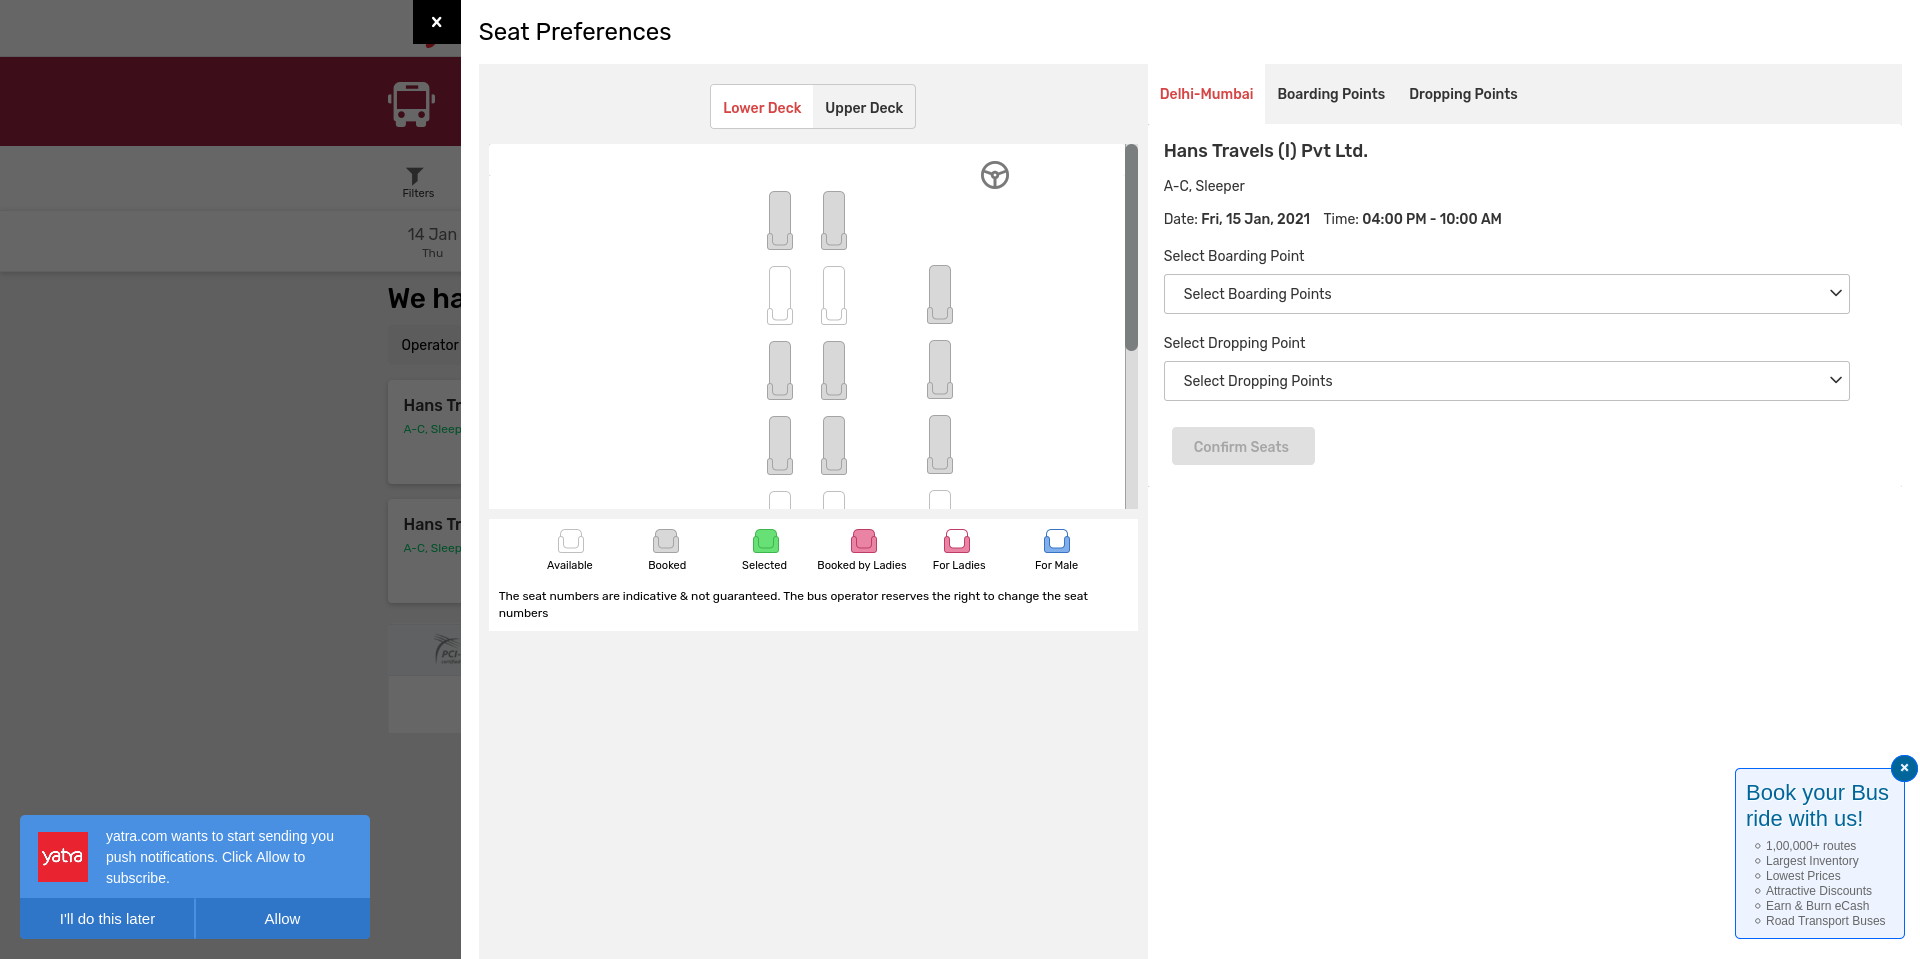 ×
Seat Preferences
Lower Deck
Upper Deck
Delhi-Mumbai
Boarding Points
Dropping Points
Hans Travels (I) Pvt Ltd.
A-C, Sleeper
Date: Fri, 15 Jan, 2021 Time: 04:00 PM - 10:00 AM
Select Boarding Point
Select Boarding Points
Select Dropping Point
Select Dropping Points
Confirm Seats
Available
Booked
Selected
Booked by Ladies
For Ladies
For Male
The seat numbers are indicative & not guaranteed. The bus operator reserves the right to change the seat
numbers
Filters
14 Jan
Thu
We ha
Operator
Hans Tr
A-C, Sleep
Hans Tr
A-C, Sleep
PCI-
yatra
yatra.com wants to start sending you
push notifications. Click Allow to
subscribe.
I'll do this later
Allow
×
Book your Bus
ride with us!
1,00,000+ routes
Largest Inventory
Lowest Prices
Attractive Discounts
Earn & Burn eCash
Road Transport Buses